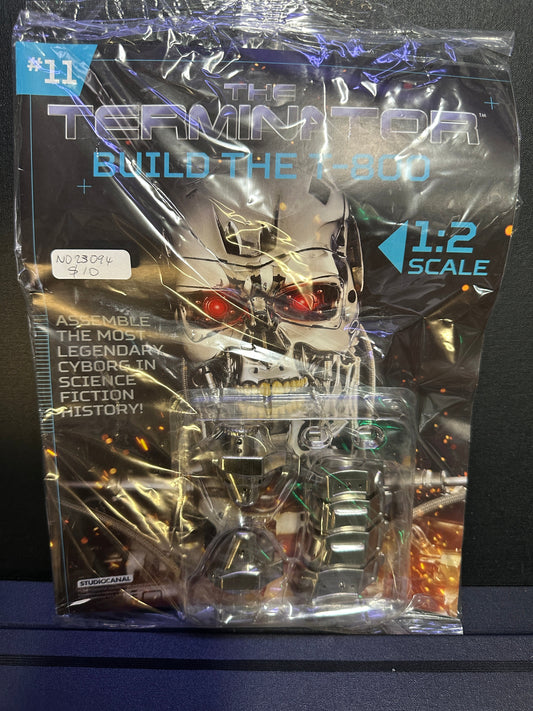 #11
THE
TERMINATOR™
BUILD THE T-800
1:2
SCALE
ND23094
$10
ASSEMBLE
THE MOST
LEGENDARY
CYBORG IN
SCIENCE
FICTION
HISTORY!
STUDIOCANAL